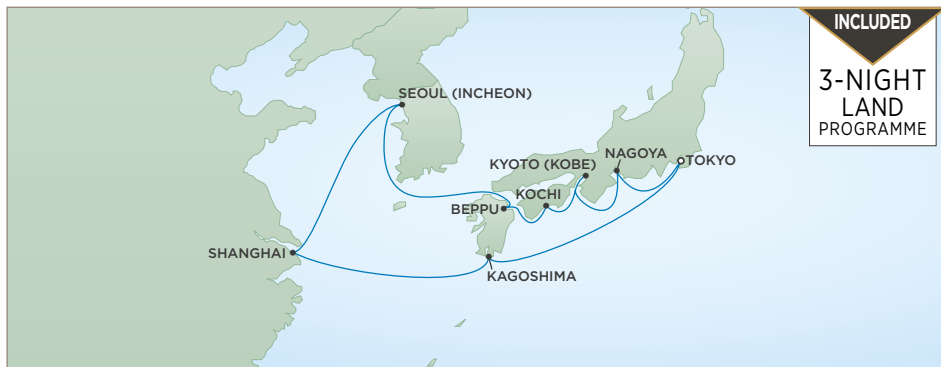 INCLUDED
3-NIGHT
LAND
PROGRAMME
SEOUL (INCHEON)
NAGOYA
KYOTO (KOBE)
TOKYO
KOCHI
BEPPU
SHANGHAI
KAGOSHIMA